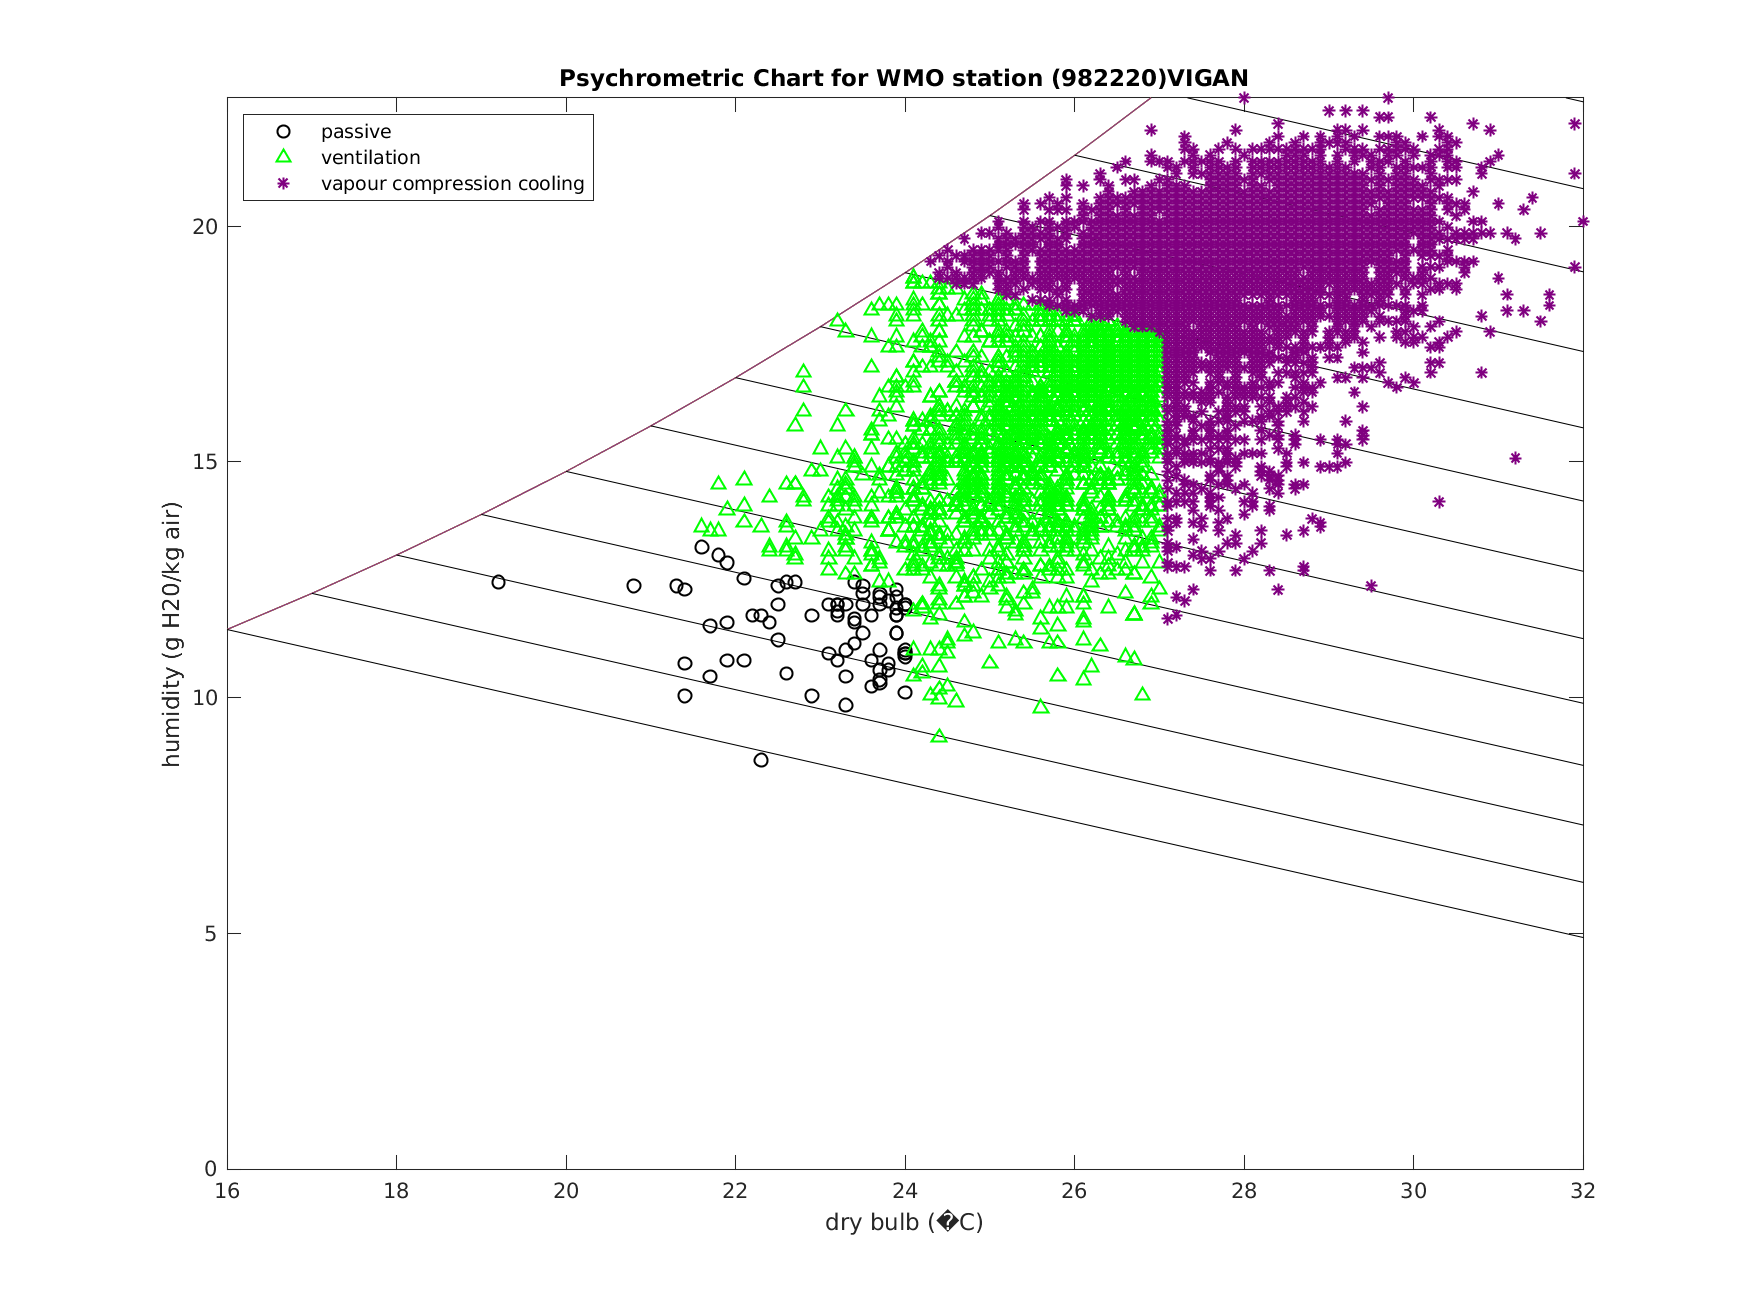 Psychrometric Chart for WMO station (982220)VIGAN
passive
ventilation
vapour compression cooling
humidity (g H20/kg air)
20
15
10
5
0
16 18 20 22 24 26 28 30 32
dry bulb (�C)